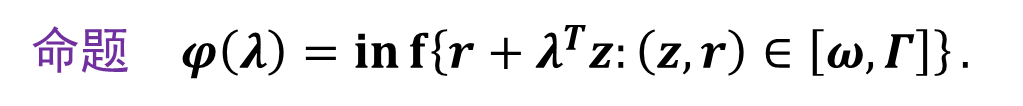 命题 φ(λ) = inf{r + λᵀz: (z, r) ∈ [ω, Γ]}.